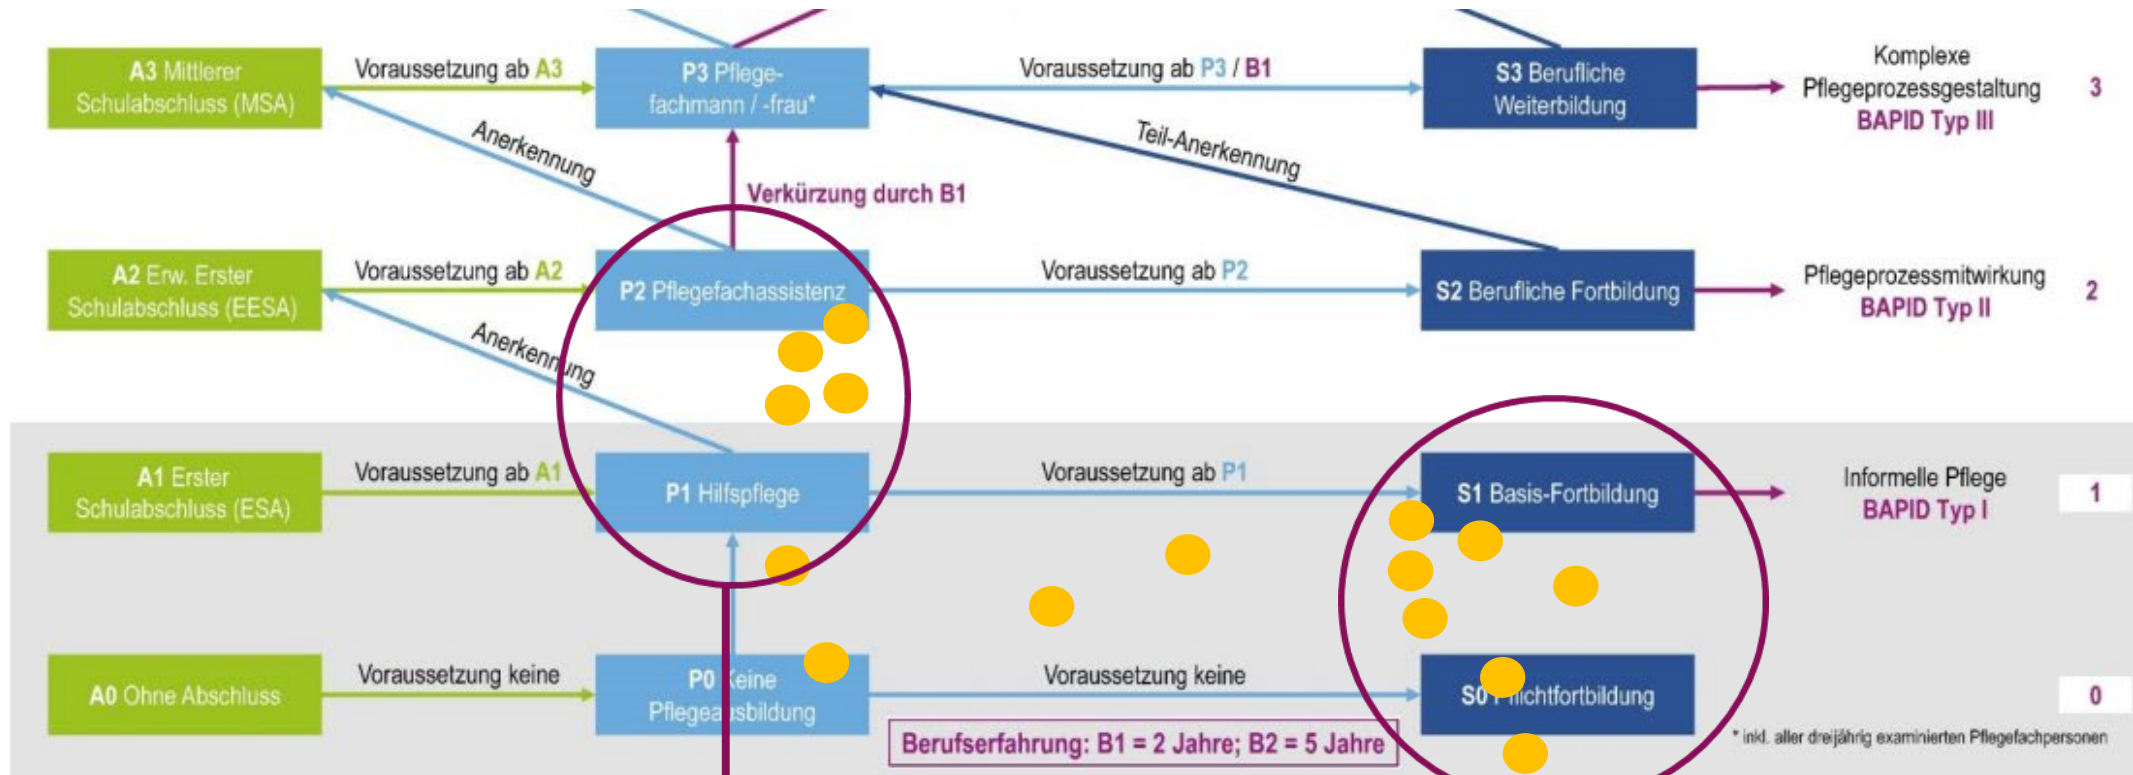 A3 Mittlerer
Schulabschluss (MSA)
Voraussetzung ab A3
P3 Pflege-
fachmann / -frau*
Voraussetzung ab P3 / B1
S3 Berufliche
Weiterbildung
Komplexe
Pflegeprozessgestaltung
BAPID Typ III
3
Anerkennung
Teil-Anerkennung
Verkürzung durch B1
A2 Erw. Erster
Schulabschluss (EESA)
Voraussetzung ab A2
P2 Pflegefachassistenz
Voraussetzung ab P2
S2 Berufliche Fortbildung
Pflegeprozessmitwirkung
BAPID Typ II
2
Anerkennung
A1 Erster
Schulabschluss (ESA)
Voraussetzung ab A1
P1 Hilfspflege
Voraussetzung ab P1
S1 Basis-Fortbildung
Informelle Pflege
BAPID Typ I
1
A0 Ohne Abschluss
Voraussetzung keine
P0 Keine
Pflegeausbildung
Voraussetzung keine
S0 Pflichtfortbildung
0
Berufserfahrung: B1 = 2 Jahre; B2 = 5 Jahre
* inkl. aller dreijährig examinierten Pflegefachpersonen